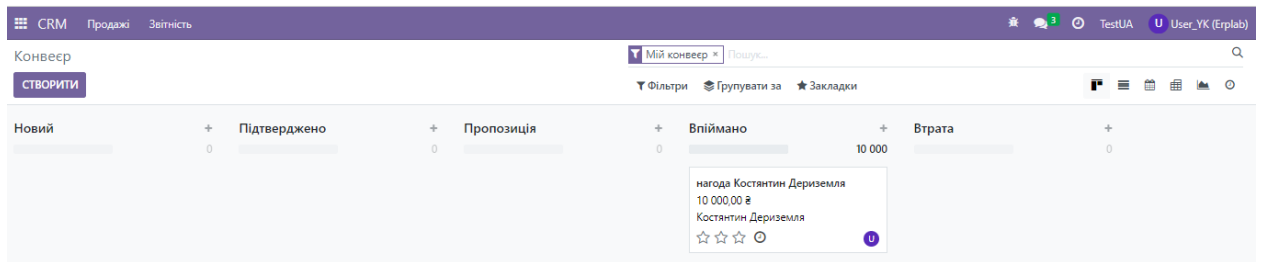 CRM Продажі Звітність 3 TestUA U User_YK (Erplab)
Конвеєр Мій конвеєр × Пошук...
СТВОРИТИ Фільтри Групувати за Закладки
Новий + Підтверджено + Пропозиція + Впіймано + Втрата +
0 0 0 10 000 0
нагода Костянтин Дериземля
10 000,00 ₴
Костянтин Дериземля
U